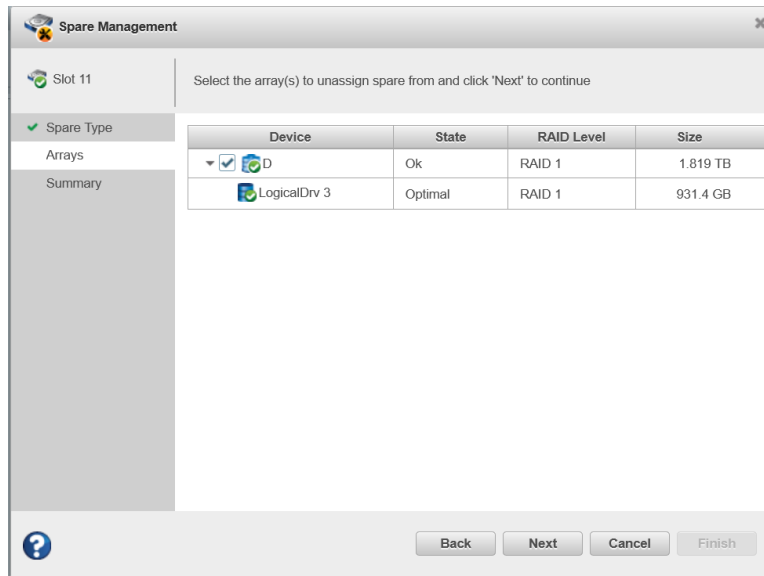 Spare Management
Slot 11
Select the array(s) to unassign spare from and click 'Next' to continue
Spare Type
Arrays
Summary
Device State RAID Level Size
D Ok RAID 1 1.819 TB
LogicalDrv 3 Optimal RAID 1 931.4 GB
? Back Next Cancel Finish